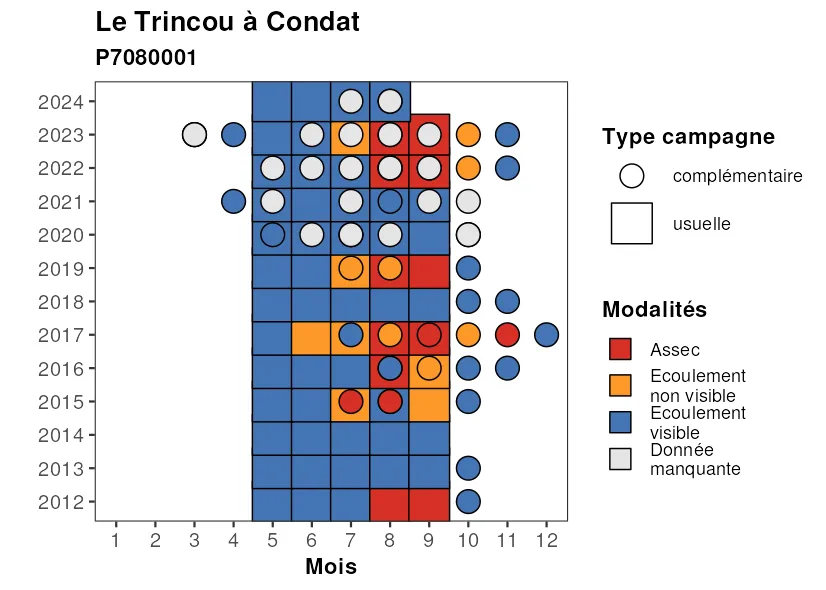 Le Trincou à Condat
P7080001
2024
2023
2022
2021
2020
2019
2018
2017
2016
2015
2014
2013
2012
1 2 3 4 5 6 7 8 9 10 11 12
Mois
Type campagne
complémentaire
usuelle
Modalités
Assec
Ecoulement
non visible
Ecoulement
visible
Donnée
manquante